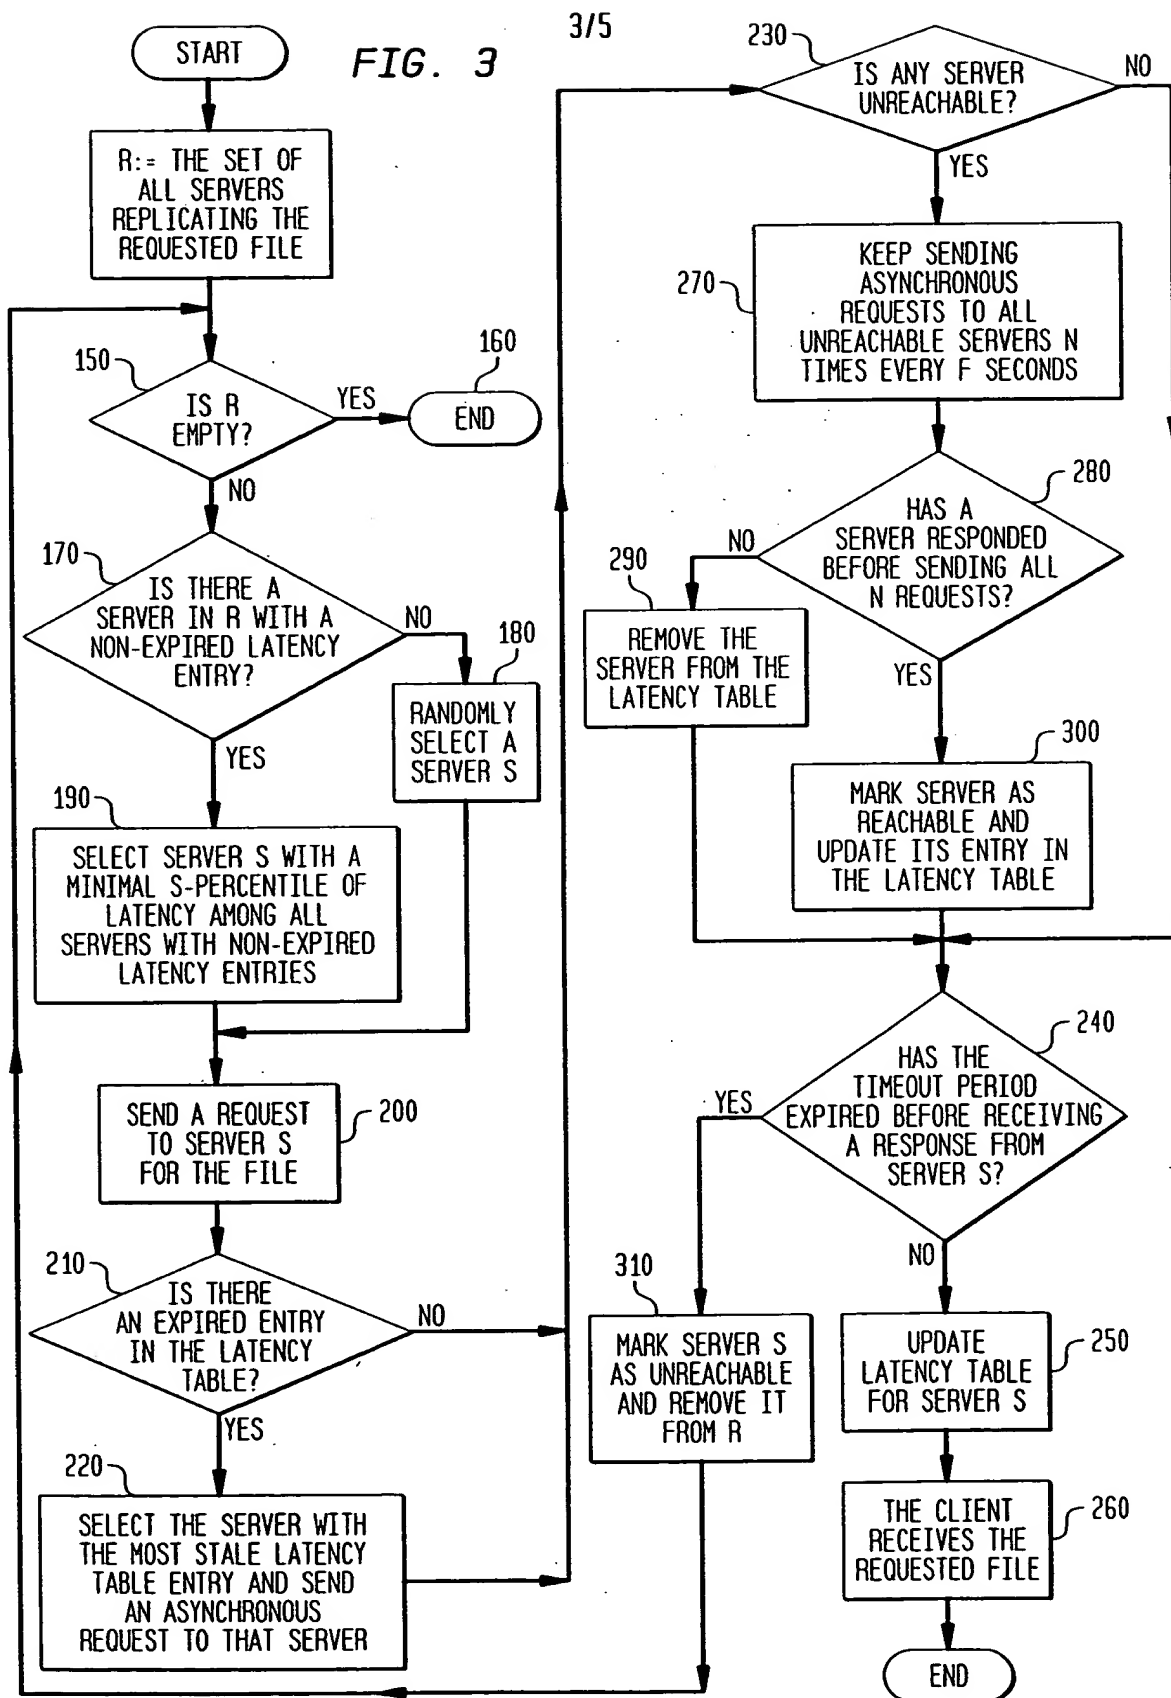 3/5
FIG. 3
START
R:= THE SET OF
ALL SERVERS
REPLICATING THE
REQUESTED FILE
150
IS R
EMPTY?
YES
160
END
NO
170
IS THERE A
SERVER IN R WITH A
NON-EXPIRED LATENCY
ENTRY?
NO
180
RANDOMLY
SELECT A
SERVER S
YES
190
SELECT SERVER S WITH A
MINIMAL S-PERCENTILE OF
LATENCY AMONG ALL
SERVERS WITH NON-EXPIRED
LATENCY ENTRIES
SEND A REQUEST
TO SERVER S
FOR THE FILE
200
210
IS THERE
AN EXPIRED ENTRY
IN THE LATENCY
TABLE?
NO
YES
220
SELECT THE SERVER WITH
THE MOST STALE LATENCY
TABLE ENTRY AND SEND
AN ASYNCHRONOUS
REQUEST TO THAT SERVER
230
IS ANY SERVER
UNREACHABLE?
NO
YES
270
KEEP SENDING
ASYNCHRONOUS
REQUESTS TO ALL
UNREACHABLE SERVERS N
TIMES EVERY F SECONDS
280
HAS A
SERVER RESPONDED
BEFORE SENDING ALL
N REQUESTS?
NO
290
REMOVE THE
SERVER FROM THE
LATENCY TABLE
YES
300
MARK SERVER AS
REACHABLE AND
UPDATE ITS ENTRY IN
THE LATENCY TABLE
240
HAS THE
TIMEOUT PERIOD
EXPIRED BEFORE RECEIVING
A RESPONSE FROM
SERVER S?
YES
NO
310
MARK SERVER S
AS UNREACHABLE
AND REMOVE IT
FROM R
UPDATE
LATENCY TABLE
FOR SERVER S
250
THE CLIENT
RECEIVES THE
REQUESTED FILE
260
END